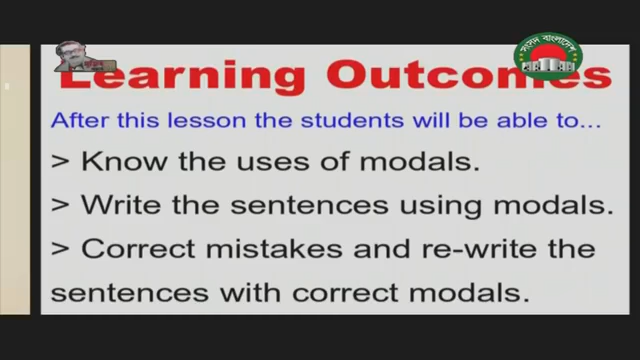 সংসদ বাংলাদেশ
Learning Outcomes
After this lesson the students will be able to...
> Know the uses of modals.
> Write the sentences using modals.
> Correct mistakes and re-write the
sentences with correct modals.